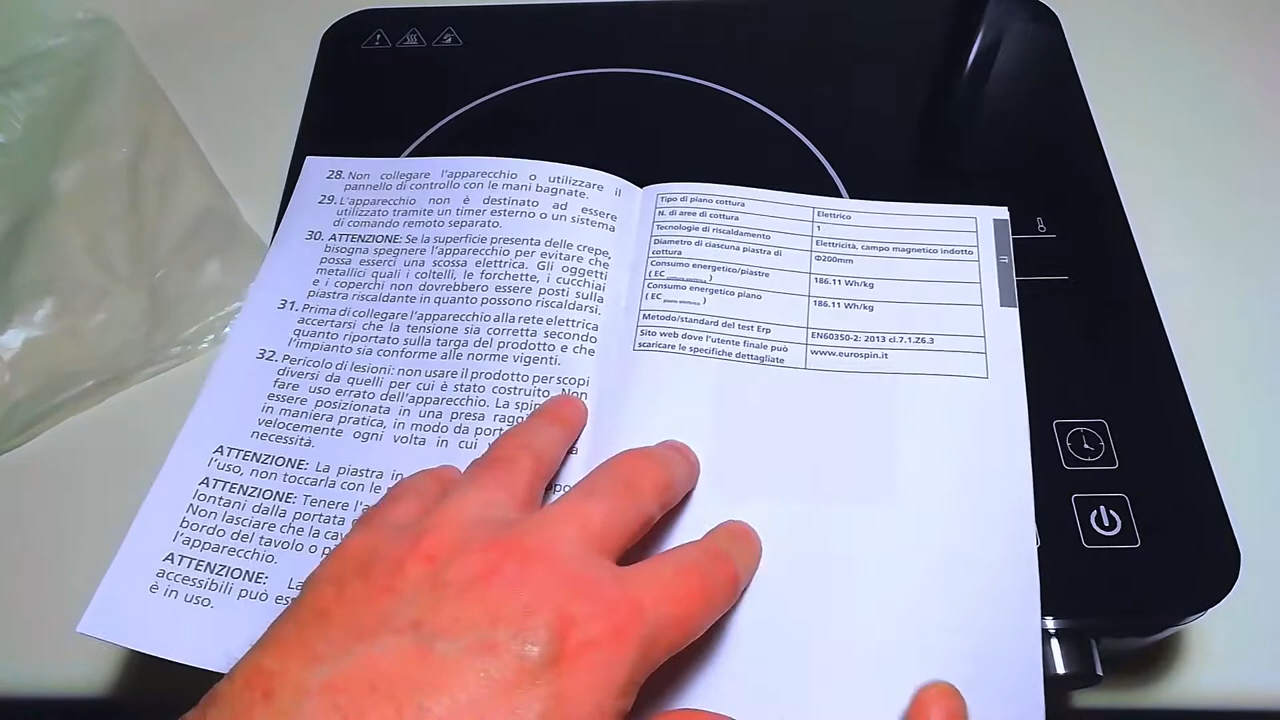 28. Non collegare l'apparecchio o utilizzare il
pannello di controllo con le mani bagnate.
29. L'apparecchio non è destinato ad essere
utilizzato tramite un timer esterno o un sistema
di comando remoto separato.
30. ATTENZIONE: Se la superficie presenta delle crepe,
bisogna spegnere l'apparecchio per evitare che
possa esserci una scossa elettrica. Gli oggetti
metallici quali i coltelli, le forchette, i cucchiai
e i coperchi non dovrebbero essere posti sulla
piastra riscaldante in quanto possono riscaldarsi.
31. Prima di collegare l'apparecchio alla rete elettrica
accertarsi che la tensione sia corretta secondo
quanto riportato sulla targa del prodotto e che
l'impianto sia conforme alle norme vigenti.
32. Pericolo di lesioni: non usare il prodotto per scopi
diversi da quelli per cui è stato costruito. Non
fare uso errato dell'apparecchio. La
essere posizionata in una presa
in maniera pratica, in modo da
velocemente ogni volta in cui
necessità.
ATTENZIONE: La piastra
l'uso, non toccarla con le
ATTENZIONE: Tenere
lontani dalla portata
Non lasciare che la
bordo del tavolo o
l'apparecchio.
ATTENZIONE: La
accessibili può
è in uso.
Tipo di piano cottura Elettrico
N. di aree di cottura 1
Tecnologie di riscaldamento Elettricità, campo magnetico indotto
Diametro di ciascuna piastra di Φ200mm
cottura
Consumo energetico/piastre 186.11 Wh/kg
( EC )
Consumo energetico piano 186.11 Wh/kg
( EC piano elettrico )
Metodo/standard del test Erp EN60350-2: 2013 cl.7.1.Z6.3
Sito web dove l'utente finale può www.eurospin.it
scaricare le specifiche dettagliate
IT